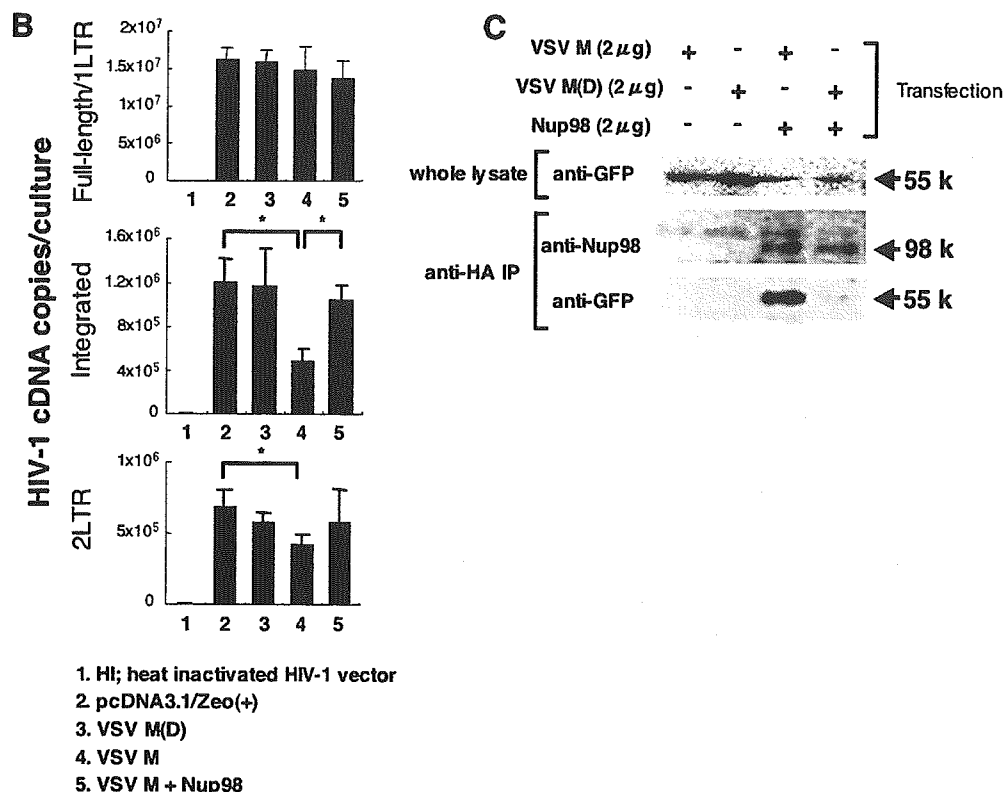 B
HIV-1 cDNA copies/culture
Full-length/1LTR
2x10⁷
1.5x10⁷
1x10⁷
5x10⁶
0
1 2 3 4 5
Integrated
1.6x10⁶
1.2x10⁶
8x10⁵
4x10⁵
0
* *
1 2 3 4 5
2LTR
1x10⁶
5x10⁵
0
*
1 2 3 4 5
1. HI; heat inactivated HIV-1 vector
2. pcDNA3.1/Zeo(+)
3. VSV M(D)
4. VSV M
5. VSV M + Nup98
C
VSV M (2 μg) + - + -
VSV M(D) (2 μg) - + - +
Nup98 (2 μg) - - + +
Transfection
whole lysate anti-GFP 55 k
anti-HA IP
anti-Nup98 98 k
anti-GFP 55 k